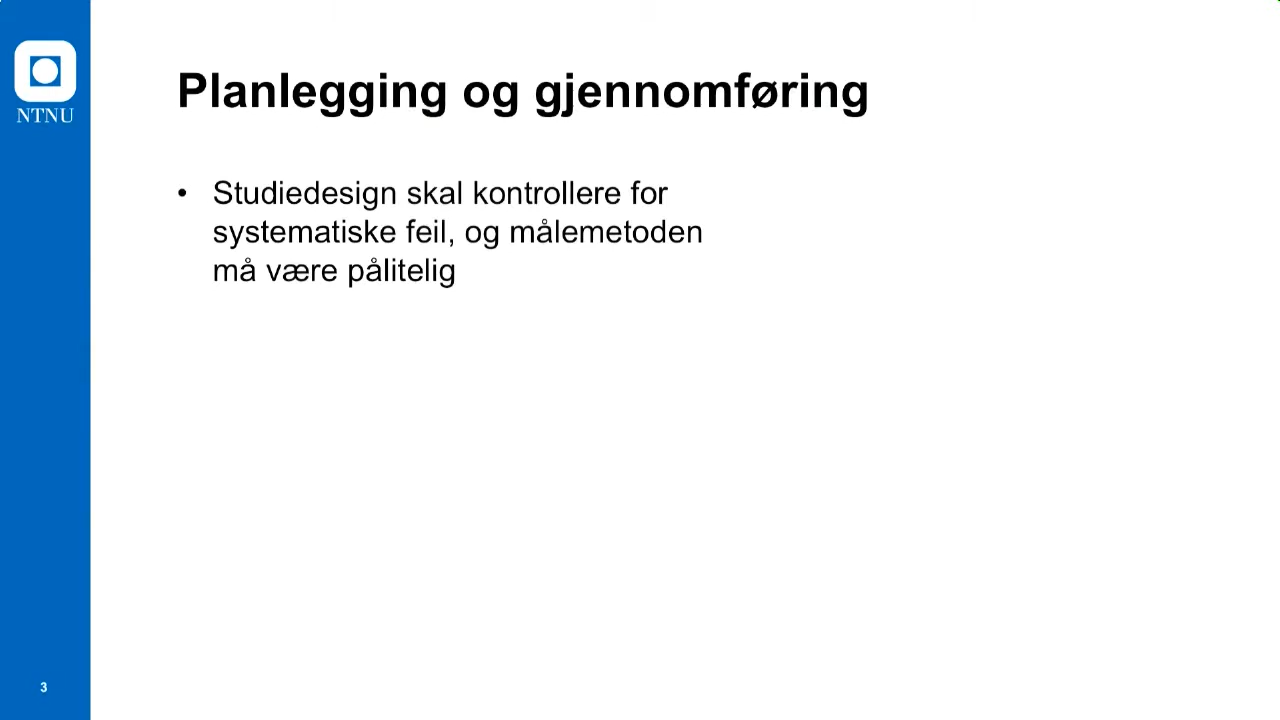 NTNU
Planlegging og gjennomføring
• Studiedesign skal kontrollere for
systematiske feil, og målemetoden
må være pålitelig
3